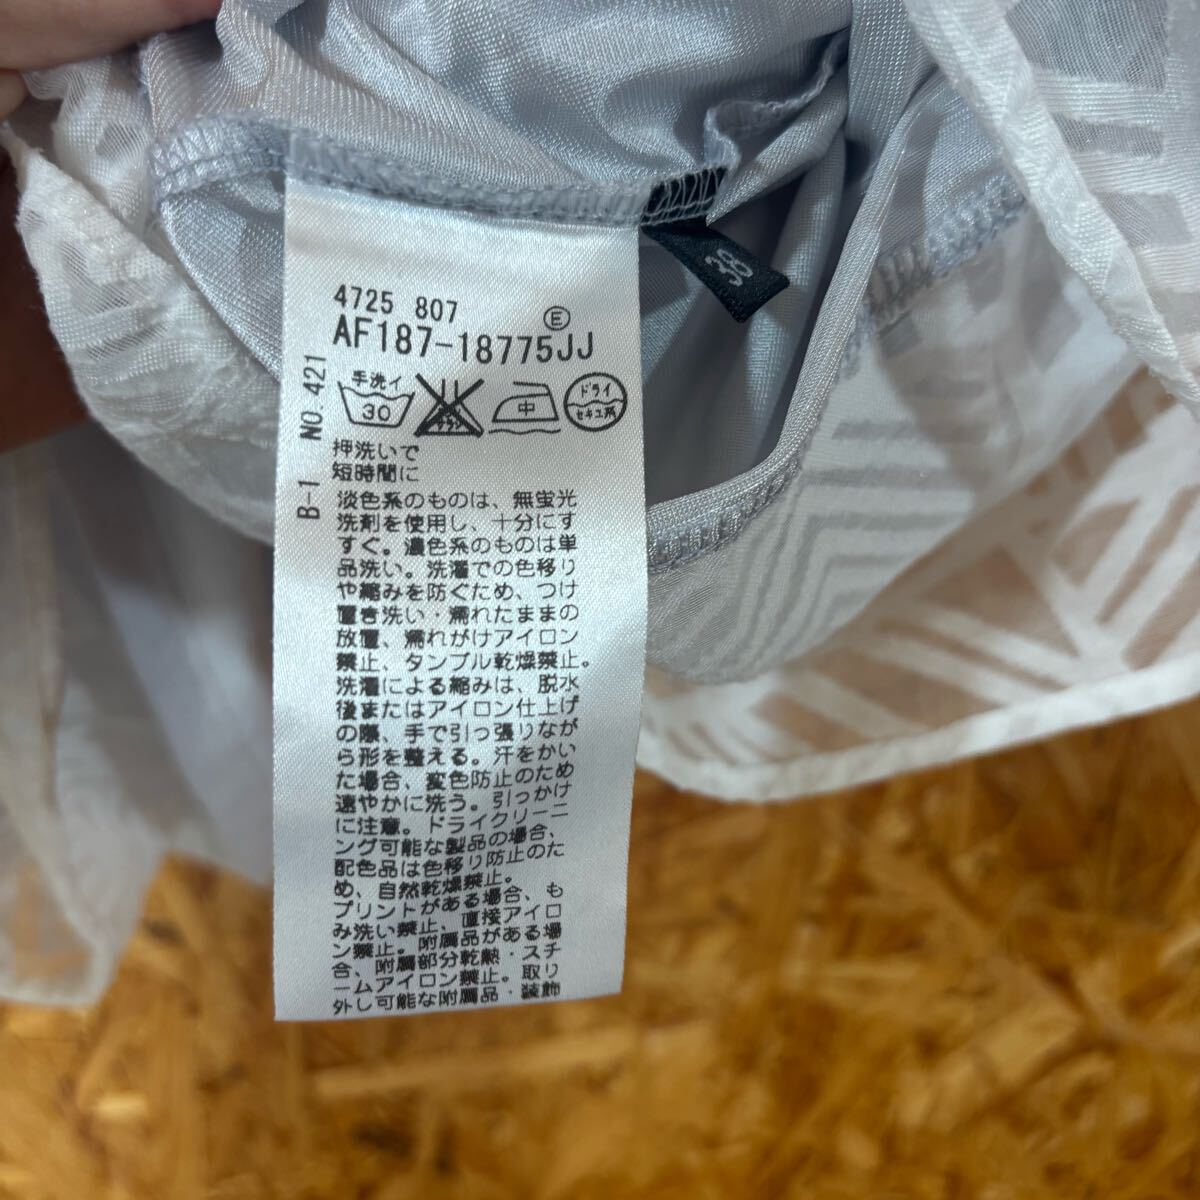 38
4725 807
Ⓔ
AF187-18775JJ
手洗イ
30
中
ドライ
セキユ系
押洗いで
短時間に
B-1 NO.421
淡色系のものは、無蛍光
洗剤を使用し、十分にす
すぐ。濃色系のものは単
品洗い。洗濯での色移り
や縮みを防ぐため、つけ
置き洗い・濡れたままの
放置、濡れがけアイロン
禁止、タンブル乾燥禁止。
洗濯による縮みは、脱水
後またはアイロン仕上げ
の際、手で引っ張りなが
ら形を整える。汗をかい
た場合、変色防止のため
速やかに洗う。引っかけ
に注意。ドライクリーニ
ング可能な製品の場合、
配色品は色移り防止のた
め、自然乾燥禁止。
プリントがある場合、も
み洗い禁止、直接アイロ
ン禁止。附属品がある場
合、附属部分乾熱・スチ
ームアイロン禁止。取り
外し可能な附属品・装飾